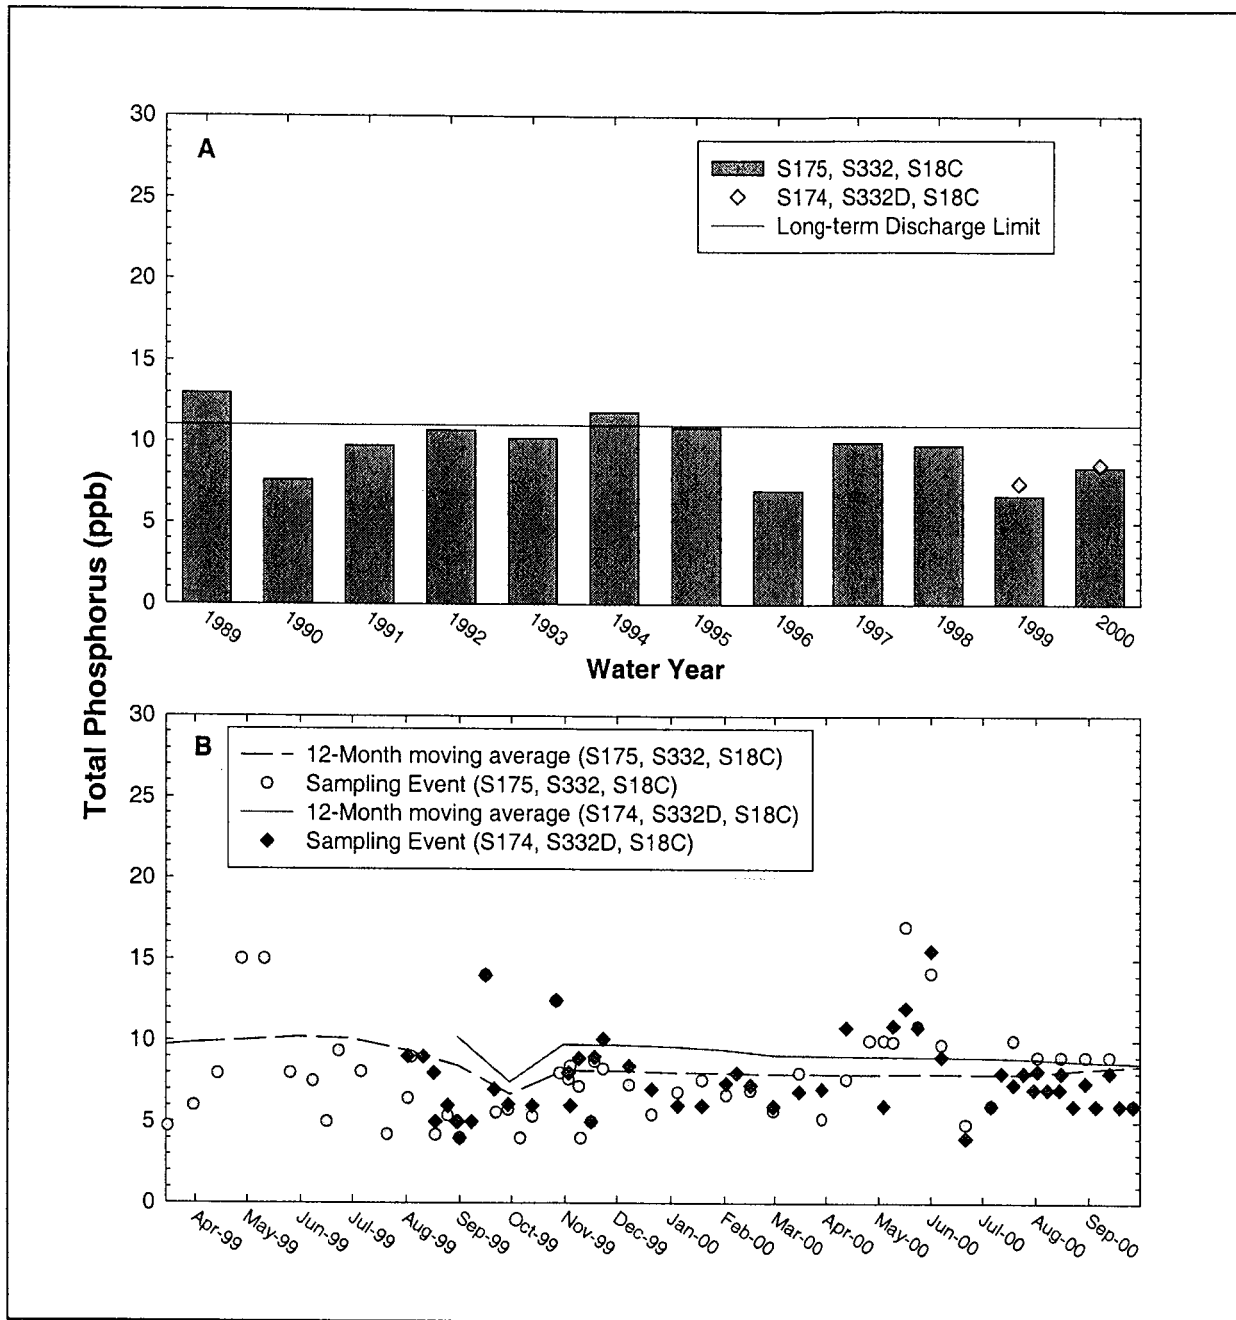 Total Phosphorus (ppb)
A
30
25
20
15
10
5
0
S175, S332, S18C
S174, S332D, S18C
Long-term Discharge Limit
1989
1990
1991
1992
1993
1994
1995
1996
1997
1998
1999
2000
Water Year
B
30
25
20
15
10
5
0
12-Month moving average (S175, S332, S18C)
Sampling Event (S175, S332, S18C)
12-Month moving average (S174, S332D, S18C)
Sampling Event (S174, S332D, S18C)
Apr-99
May-99
Jun-99
Jul-99
Aug-99
Sep-99
Oct-99
Nov-99
Dec-99
Jan-00
Feb-00
Mar-00
Apr-00
May-00
Jun-00
Jul-00
Aug-00
Sep-00